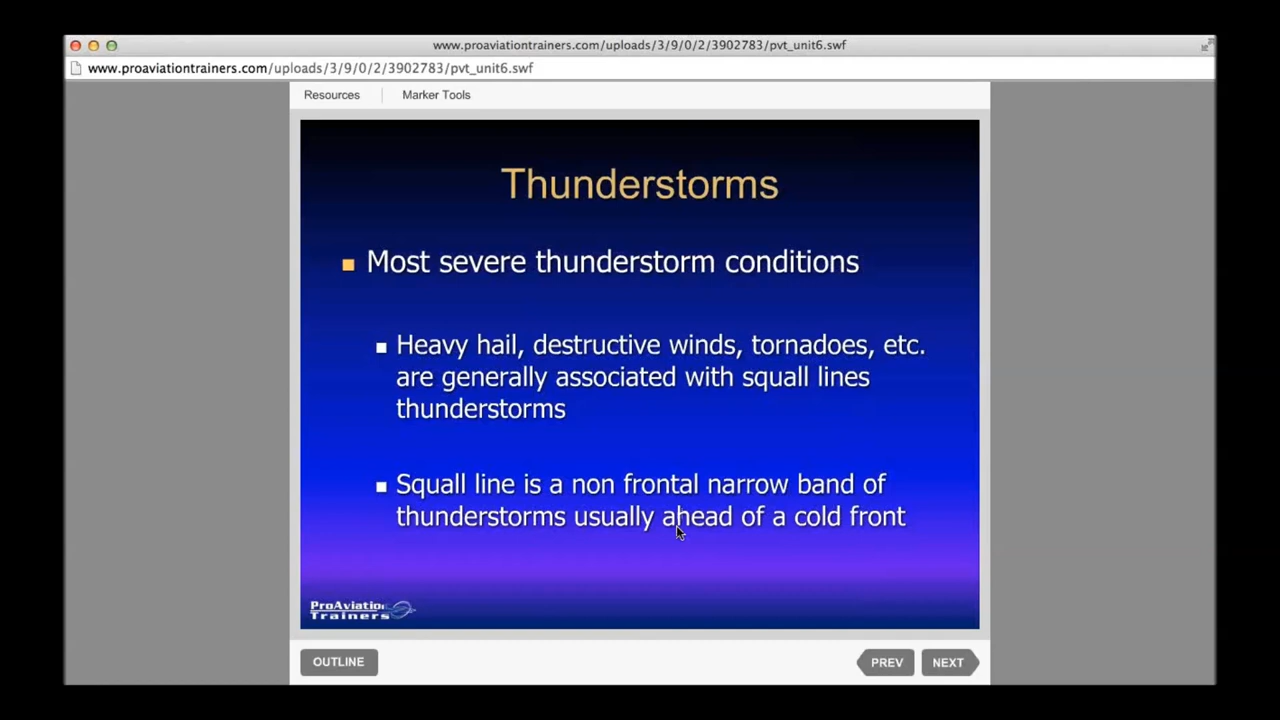 www.proaviationtrainers.com/uploads/3/9/0/2/3902783/pvt_unit6.swf
www.proaviationtrainers.com/uploads/3/9/0/2/3902783/pvt_unit6.swf
Resources Marker Tools
Thunderstorms
Most severe thunderstorm conditions
Heavy hail, destructive winds, tornadoes, etc.
are generally associated with squall lines
thunderstorms
Squall line is a non frontal narrow band of
thunderstorms usually ahead of a cold front
ProAviation
Trainers
OUTLINE PREV NEXT